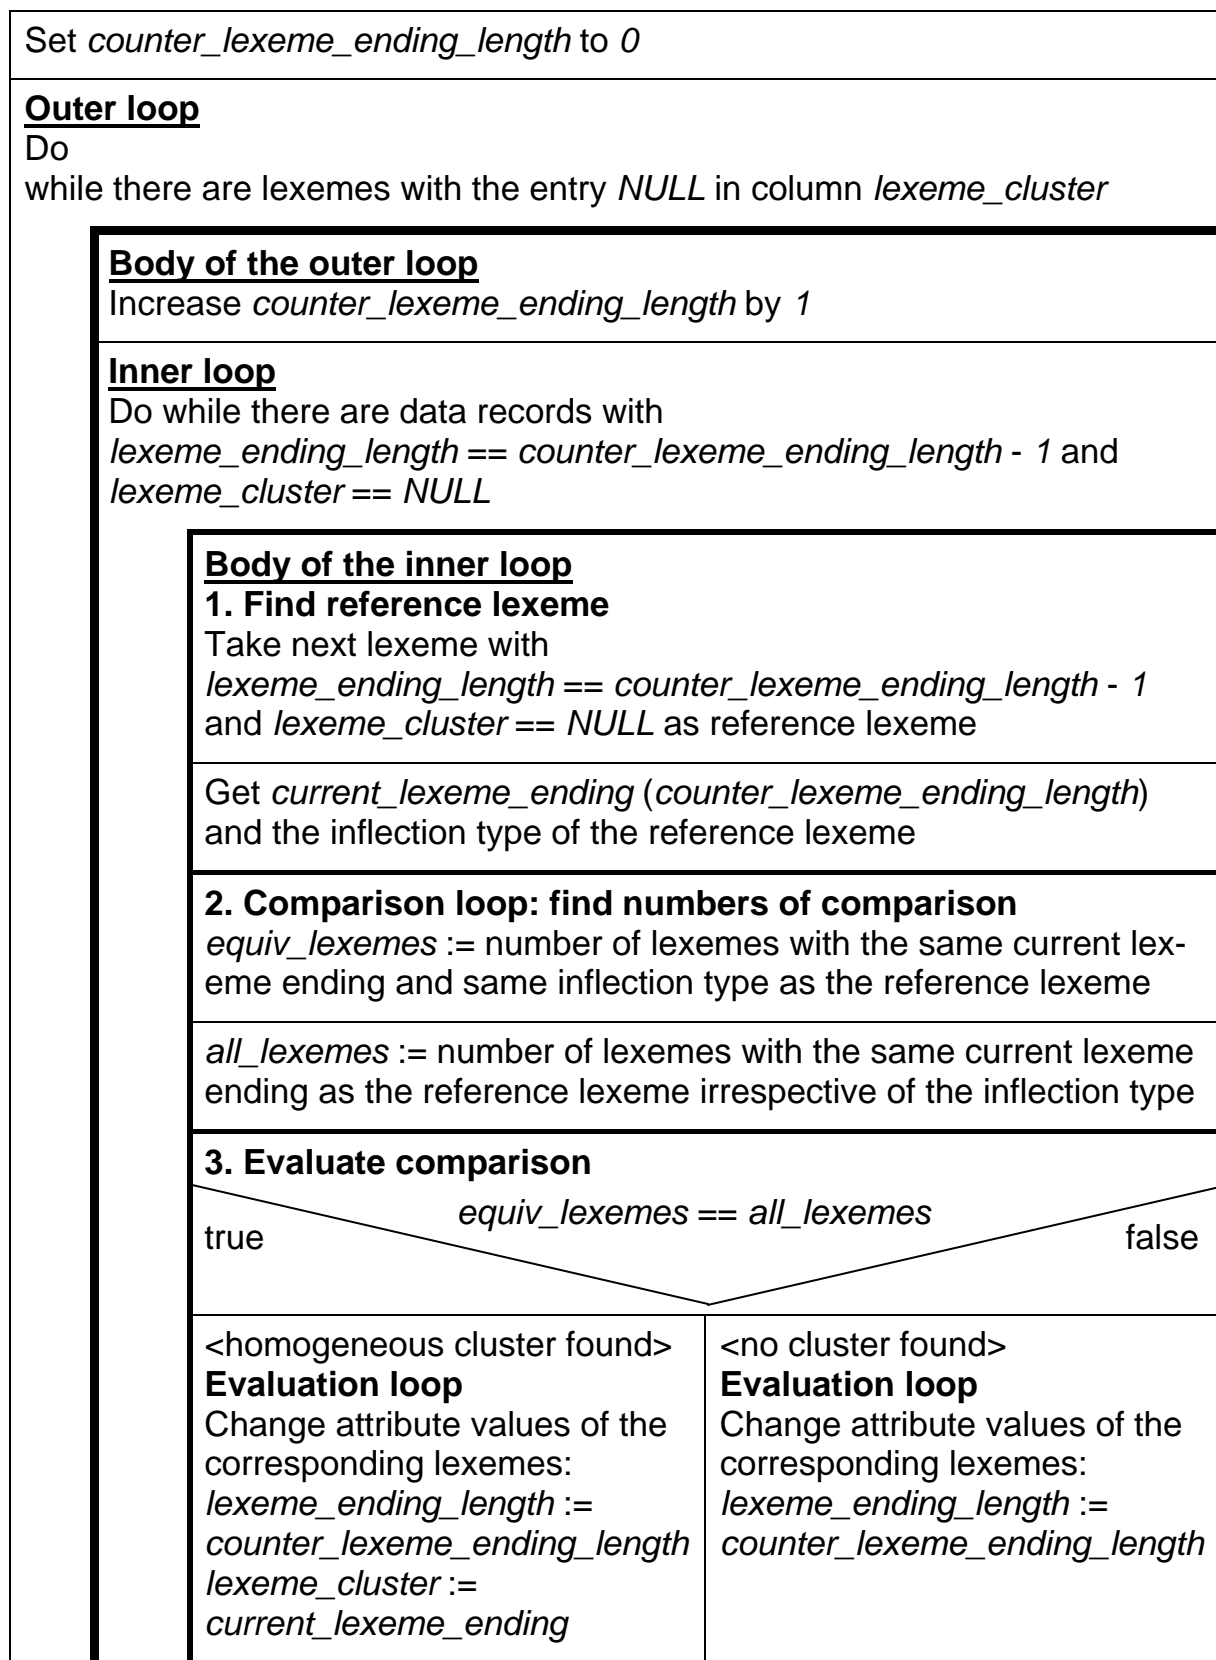 Set counter_lexeme_ending_length to 0
Outer loop
Do
while there are lexemes with the entry NULL in column lexeme_cluster
Body of the outer loop
Increase counter_lexeme_ending_length by 1
Inner loop
Do while there are data records with
lexeme_ending_length == counter_lexeme_ending_length - 1 and
lexeme_cluster == NULL
Body of the inner loop
1. Find reference lexeme
Take next lexeme with
lexeme_ending_length == counter_lexeme_ending_length - 1
and lexeme_cluster == NULL as reference lexeme
Get current_lexeme_ending (counter_lexeme_ending_length)
and the inflection type of the reference lexeme
2. Comparison loop: find numbers of comparison
equiv_lexemes := number of lexemes with the same current lex-
eme ending and same inflection type as the reference lexeme
all_lexemes := number of lexemes with the same current lexeme
ending as the reference lexeme irrespective of the inflection type
3. Evaluate comparison
equiv_lexemes == all_lexemes
true
false
<homogeneous cluster found>
Evaluation loop
Change attribute values of the
corresponding lexemes:
lexeme_ending_length :=
counter_lexeme_ending_length
lexeme_cluster :=
current_lexeme_ending
<no cluster found>
Evaluation loop
Change attribute values of the
corresponding lexemes:
lexeme_ending_length :=
counter_lexeme_ending_length